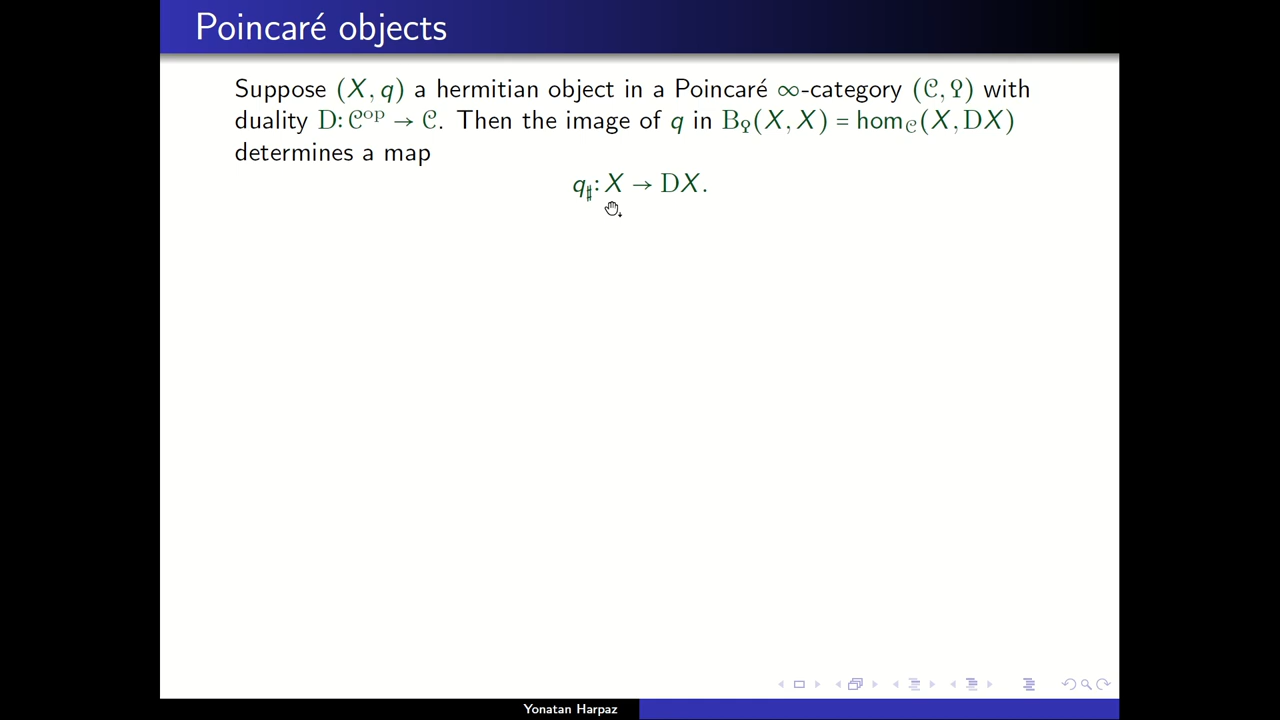 Poincaré objects
Suppose (X, q) a hermitian object in a Poincaré ∞-category (𝒞, Ϙ) with
duality D: 𝒞ᵒᵖ → 𝒞. Then the image of q in B_Ϙ(X, X) = hom_𝒞(X, DX)
determines a map
q_♯: X → DX.
Yonatan Harpaz